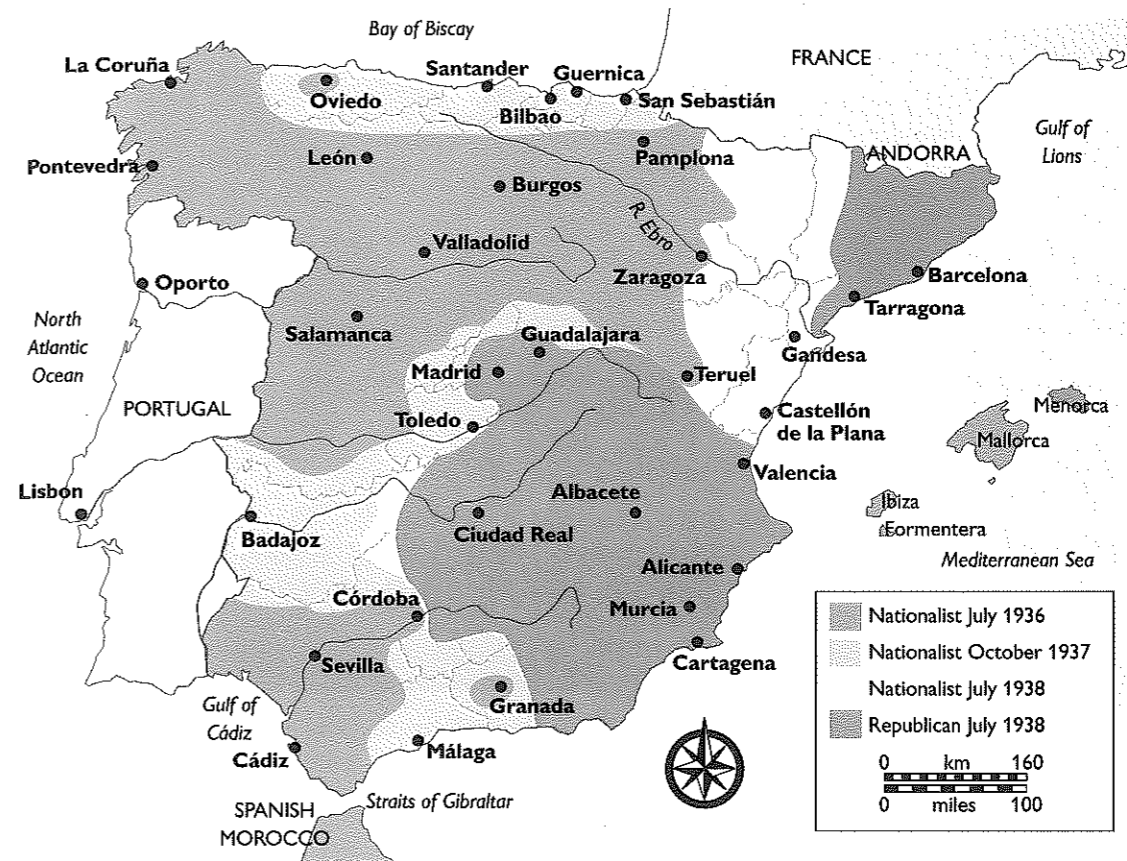 Bay of Biscay
La Coruña
Santander
Guernica
FRANCE
Oviedo
Bilbao
San Sebastián
Gulf of
Lions
Pontevedra
León
Pamplona
ANDORRA
Burgos
R. Ebro
Valladolid
Zaragoza
Barcelona
Oporto
Tarragona
North
Atlantic
Ocean
Salamanca
Guadalajara
Gandesa
Madrid
Teruel
Menorca
PORTUGAL
Toledo
Castellón
de la Plana
Mallorca
Valencia
Lisbon
Albacete
Ibiza
Badajoz
Ciudad Real
Formentera
Mediterranean Sea
Alicante
Córdoba
Murcia
Sevilla
Cartagena
Granada
Gulf of
Cádiz
Cádiz
Málaga
Straits of Gibraltar
SPANISH
MOROCCO
Nationalist July 1936
Nationalist October 1937
Nationalist July 1938
Republican July 1938
0 km 160
0 miles 100